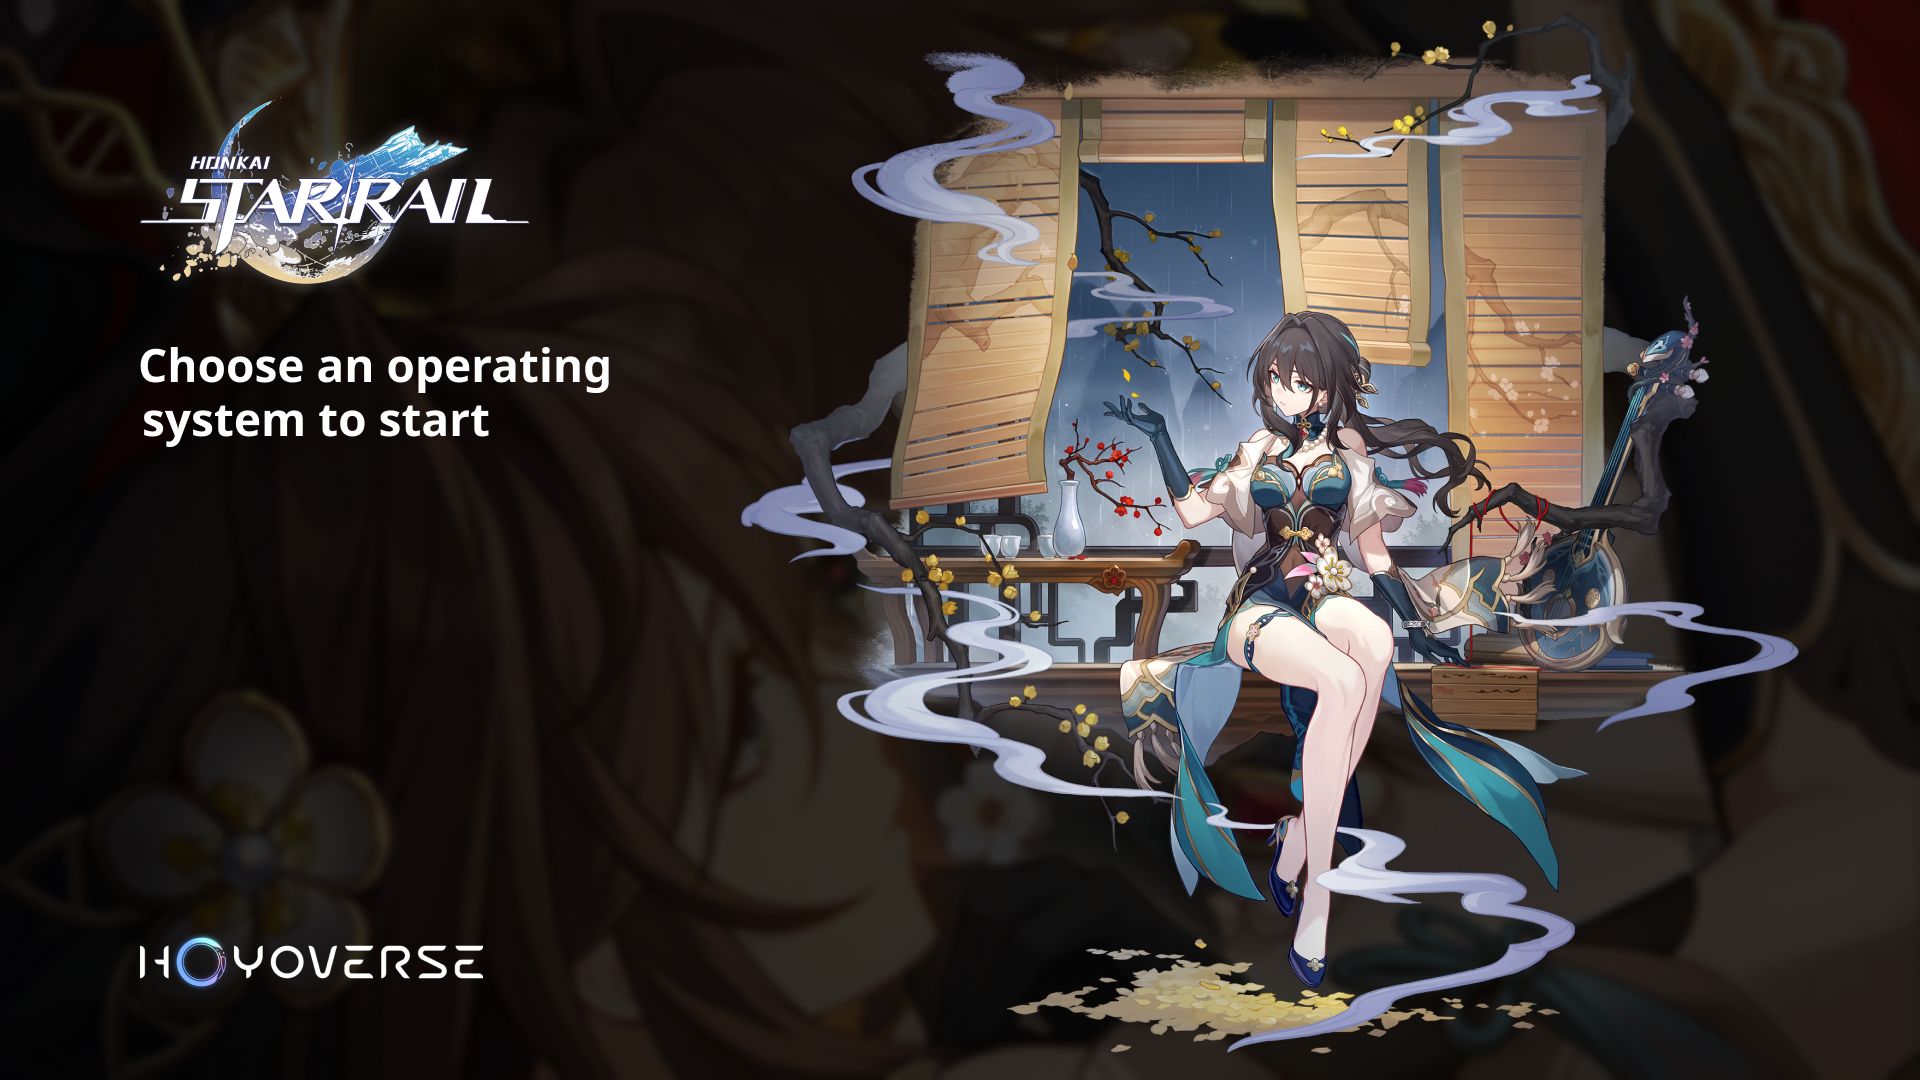 HONKAI
STAR RAIL
Choose an operating
system to start
HOYOVERSE